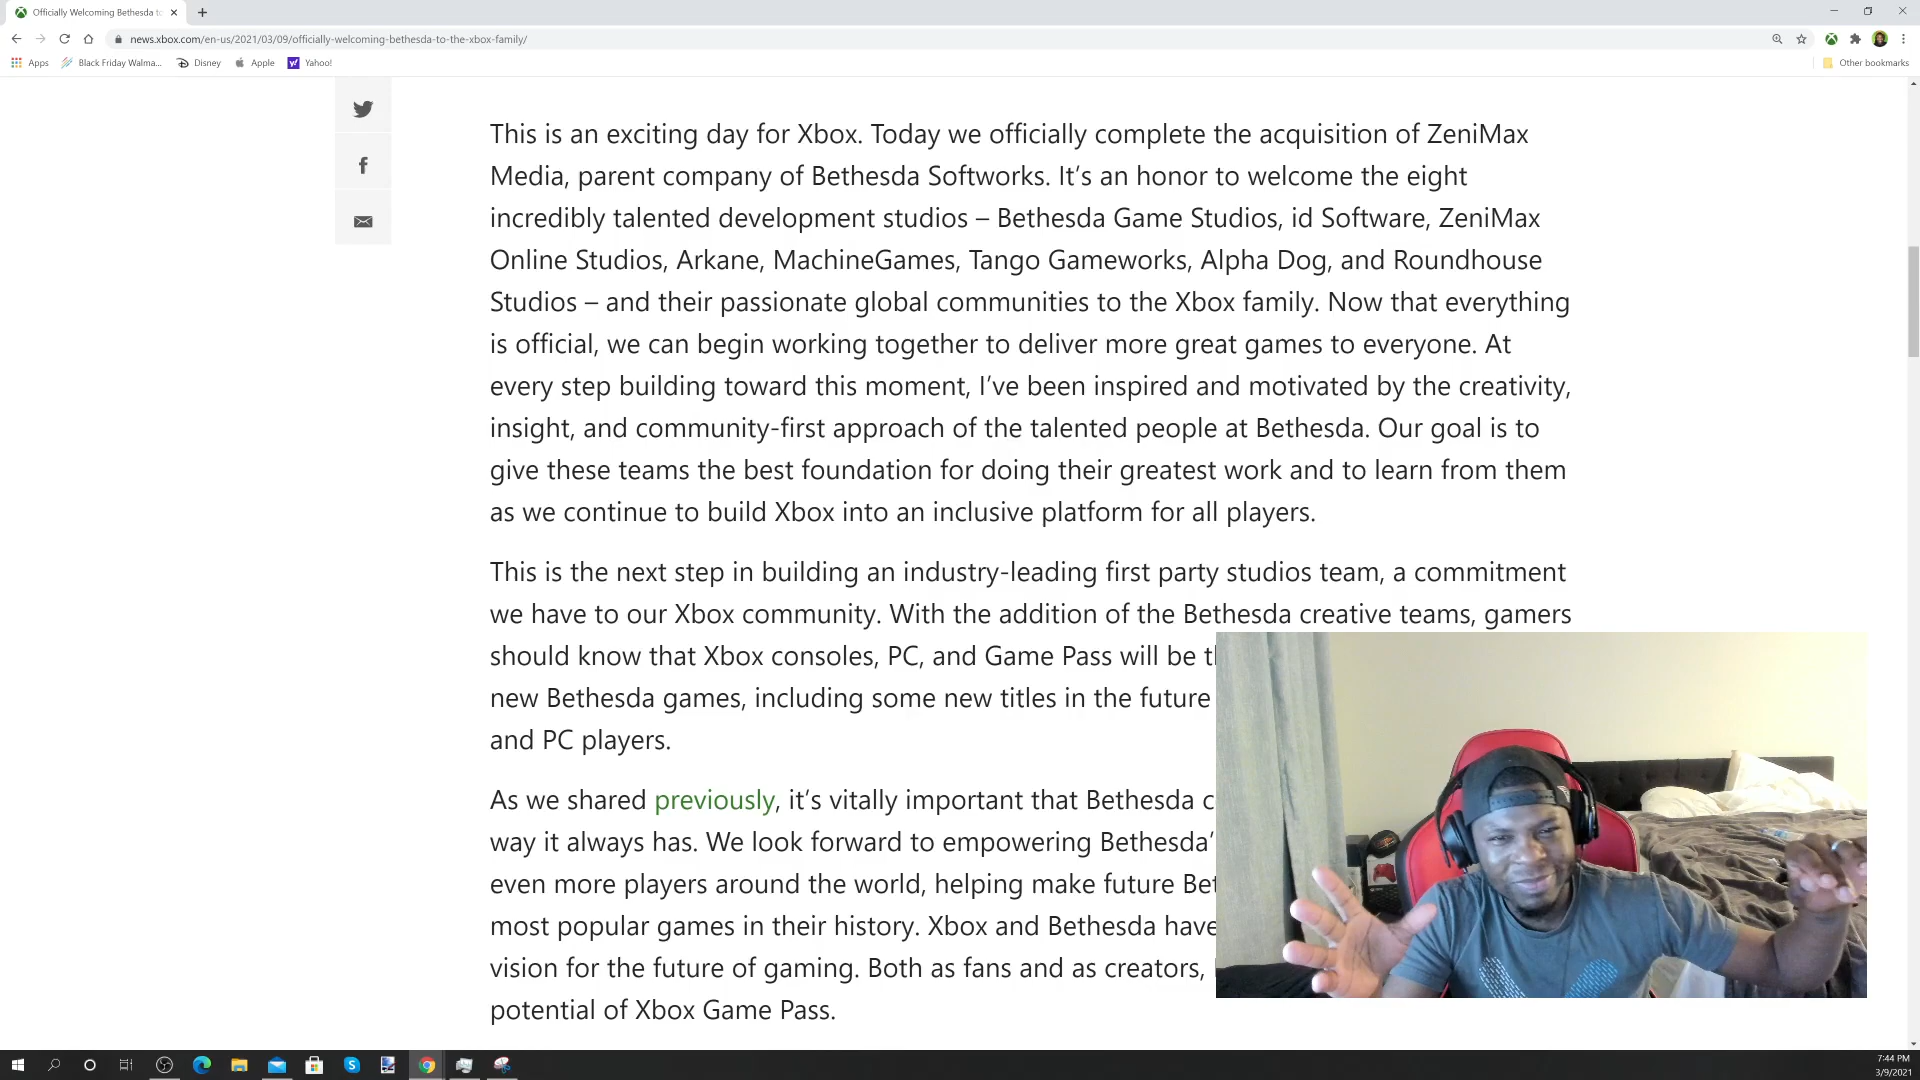 Officially Welcoming Bethesda to
news.xbox.com/en-us/2021/03/09/officially-welcoming-bethesda-to-the-xbox-family/
Apps Black Friday Walma... Disney Apple Yahoo! Other bookmarks
This is an exciting day for Xbox. Today we officially complete the acquisition of ZeniMax
Media, parent company of Bethesda Softworks. It’s an honor to welcome the eight
incredibly talented development studios – Bethesda Game Studios, id Software, ZeniMax
Online Studios, Arkane, MachineGames, Tango Gameworks, Alpha Dog, and Roundhouse
Studios – and their passionate global communities to the Xbox family. Now that everything
is official, we can begin working together to deliver more great games to everyone. At
every step building toward this moment, I’ve been inspired and motivated by the creativity,
insight, and community-first approach of the talented people at Bethesda. Our goal is to
give these teams the best foundation for doing their greatest work and to learn from them
as we continue to build Xbox into an inclusive platform for all players.
This is the next step in building an industry-leading first party studios team, a commitment
we have to our Xbox community. With the addition of the Bethesda creative teams, gamers
should know that Xbox consoles, PC, and Game Pass will be
new Bethesda games, including some new titles in the future
and PC players.
As we shared previously, it’s vitally important that Bethesda
way it always has. We look forward to empowering Bethesda’
even more players around the world, helping make future
most popular games in their history. Xbox and Bethesda have
vision for the future of gaming. Both as fans and as creators,
potential of Xbox Game Pass.
7:44 PM
3/9/2021